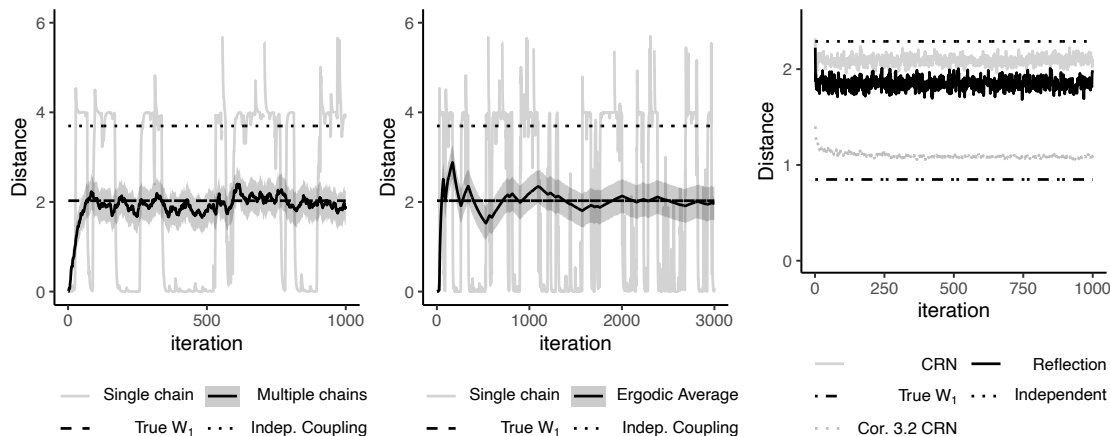 6
4
2
0
Distance
0
500
1000
iteration
Single chain
Multiple chains
True W1
Indep. Coupling
6
4
2
0
Distance
0
1000
2000
3000
iteration
Single chain
Ergodic Average
True W1
Indep. Coupling
2
1
0
Distance
0
250
500
750
1000
iteration
CRN
Reflection
True W1
Independent
Cor. 3.2 CRN